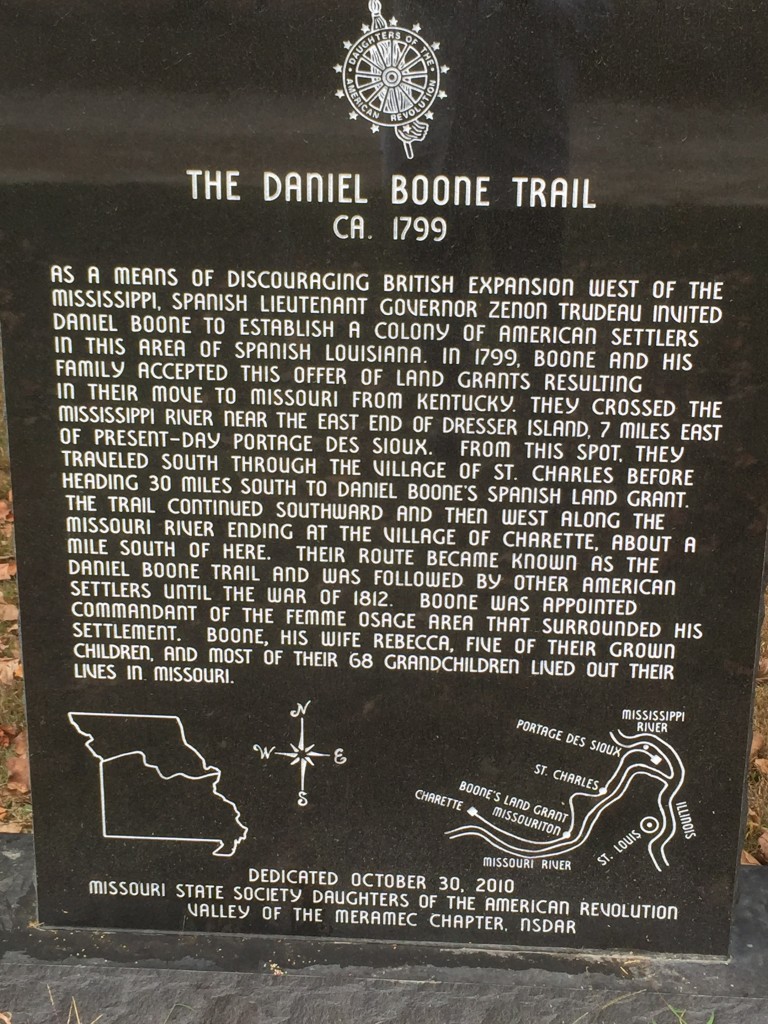 DAUGHTERS OF THE
AMERICAN REVOLUTION
THE DANIEL BOONE TRAIL
CA. 1799
AS A MEANS OF DISCOURAGING BRITISH EXPANSION WEST OF THE
MISSISSIPPI, SPANISH LIEUTENANT GOVERNOR ZENON TRUDEAU INVITED
DANIEL BOONE TO ESTABLISH A COLONY OF AMERICAN SETTLERS
IN THIS AREA OF SPANISH LOUISIANA. IN 1799, BOONE AND HIS
FAMILY ACCEPTED THIS OFFER OF LAND GRANTS RESULTING
IN THEIR MOVE TO MISSOURI FROM KENTUCKY. THEY CROSSED THE
MISSISSIPPI RIVER NEAR THE EAST END OF DRESSER ISLAND, 7 MILES EAST
OF PRESENT-DAY PORTAGE DES SIOUX. FROM THIS SPOT, THEY
TRAVELED SOUTH THROUGH THE VILLAGE OF ST. CHARLES BEFORE
HEADING 30 MILES SOUTH TO DANIEL BOONE'S SPANISH LAND GRANT.
THE TRAIL CONTINUED SOUTHWARD AND THEN WEST ALONG THE
MISSOURI RIVER ENDING AT THE VILLAGE OF CHARETTE, ABOUT A
MILE SOUTH OF HERE. THEIR ROUTE BECAME KNOWN AS THE
DANIEL BOONE TRAIL AND WAS FOLLOWED BY OTHER AMERICAN
SETTLERS UNTIL THE WAR OF 1812. BOONE WAS APPOINTED
COMMANDANT OF THE FEMME OSAGE AREA THAT SURROUNDED HIS
SETTLEMENT. BOONE, HIS WIFE REBECCA, FIVE OF THEIR GROWN
CHILDREN, AND MOST OF THEIR 68 GRANDCHILDREN LIVED OUT THEIR
LIVES IN MISSOURI.
N
W E
S
MISSISSIPPI
RIVER
PORTAGE DES SIOUX
ST. CHARLES
BOONE'S LAND GRANT
MISSOURITON
CHARETTE
ILLINOIS
ST. LOUIS
MISSOURI RIVER
DEDICATED OCTOBER 30, 2010
MISSOURI STATE SOCIETY DAUGHTERS OF THE AMERICAN REVOLUTION
VALLEY OF THE MERAMEC CHAPTER, NSDAR